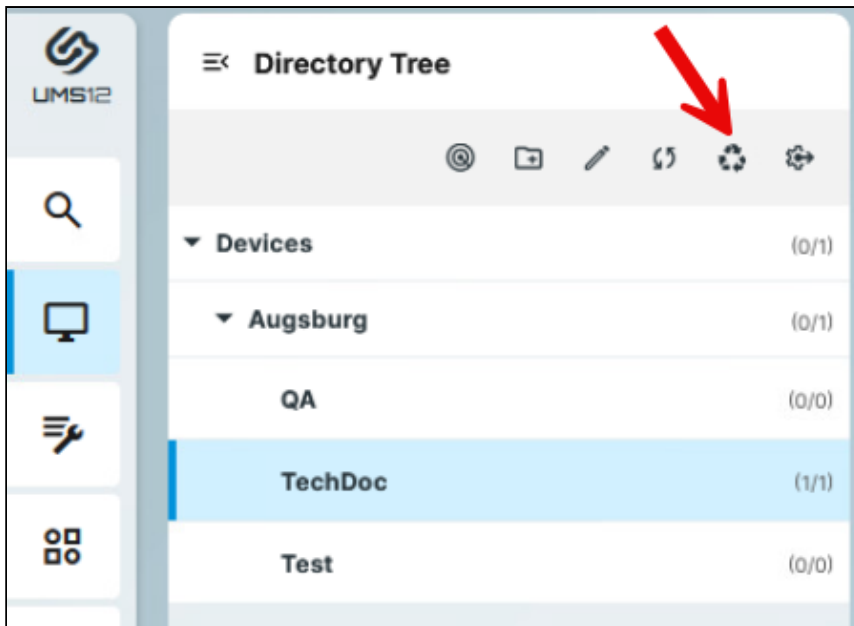 Directory Tree
UMS12
Devices (0/1)
Augsburg (0/1)
QA (0/0)
TechDoc (1/1)
Test (0/0)